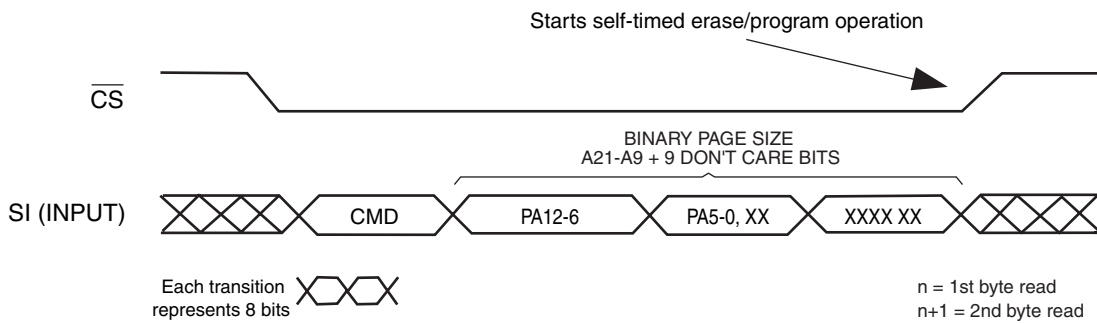 Starts self-timed erase/program operation
CS
BINARY PAGE SIZE
A21-A9 + 9 DON'T CARE BITS
SI (INPUT)
CMD
PA12-6
PA5-0, XX
XXXX XX
Each transition
represents 8 bits
n = 1st byte read
n+1 = 2nd byte read